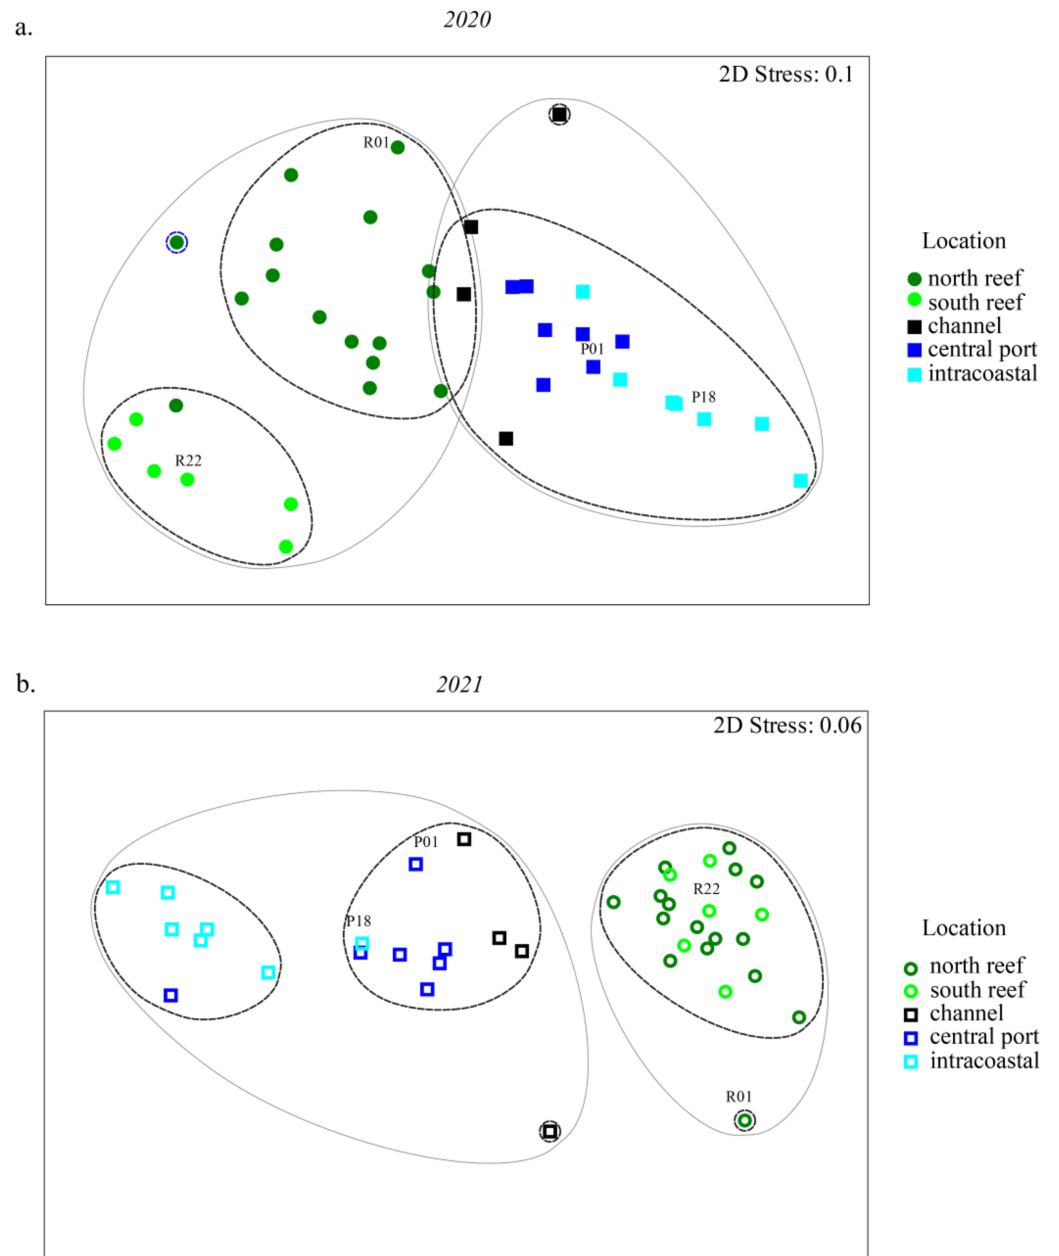 a.
2020
2D Stress: 0.1
R01
R22
P01
P18
Location
north reef
south reef
channel
central port
intracoastal
b.
2021
2D Stress: 0.06
P01
P18
R22
R01
Location
north reef
south reef
channel
central port
intracoastal